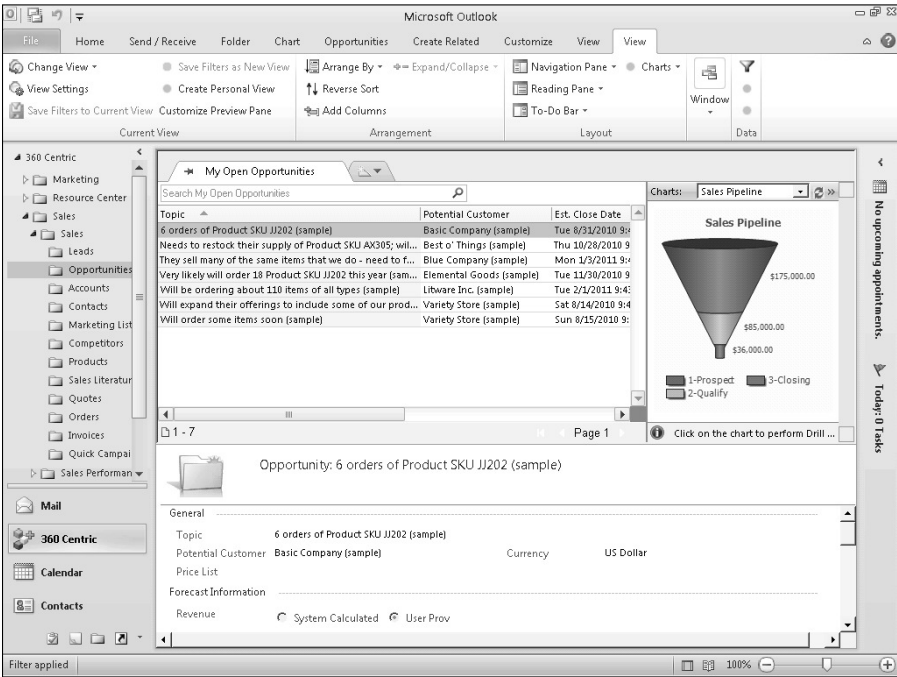 Microsoft Outlook
File Home Send / Receive Folder Chart Opportunities Create Related Customize View View
Change View
View Settings
Save Filters to Current View
Save Filters as New View
Create Personal View
Customize Preview Pane
Current View
Arrange By
Expand/Collapse
Reverse Sort
Add Columns
Arrangement
Navigation Pane
Charts
Reading Pane
To-Do Bar
Layout
Window
Data
360 Centric
Marketing
Resource Center
Sales
Sales
Leads
Opportunities
Accounts
Contacts
Marketing List
Competitors
Products
Sales Literatur
Quotes
Orders
Invoices
Quick Campai
Sales Performan
Mail
360 Centric
Calendar
Contacts
My Open Opportunities
Search My Open Opportunities
Topic Potential Customer Est. Close Date
6 orders of Product SKU JJ202 (sample) Basic Company (sample) Tue 8/31/2010 9:4
Needs to restock their supply of Product SKU AX305; wil... Best o' Things (sample) Thu 10/28/2010 9
They sell many of the same items that we do - need to f... Blue Company (sample) Mon 1/3/2011 9:4
Very likely will order 18 Product SKU JJ202 this year (sam... Elemental Goods (sample) Tue 11/30/2010 9
Will be ordering about 110 items of all types (sample) Litware Inc. (sample) Tue 2/1/2011 9:43
Will expand their offerings to include some of our prod... Variety Store (sample) Sat 8/14/2010 9:4
Will order some items soon (sample) Variety Store (sample) Sun 8/15/2010 9:
1 - 7
Page 1
Charts: Sales Pipeline
Sales Pipeline
$175,000.00
$85,000.00
$36,000.00
1-Prospect 3-Closing
2-Qualify
Click on the chart to perform Drill ...
Opportunity: 6 orders of Product SKU JJ202 (sample)
General
Topic 6 orders of Product SKU JJ202 (sample)
Potential Customer Basic Company (sample) Currency US Dollar
Price List
Forecast Information
Revenue System Calculated User Prov
No upcoming appointments.
Today: 0 Tasks
Filter applied
100%